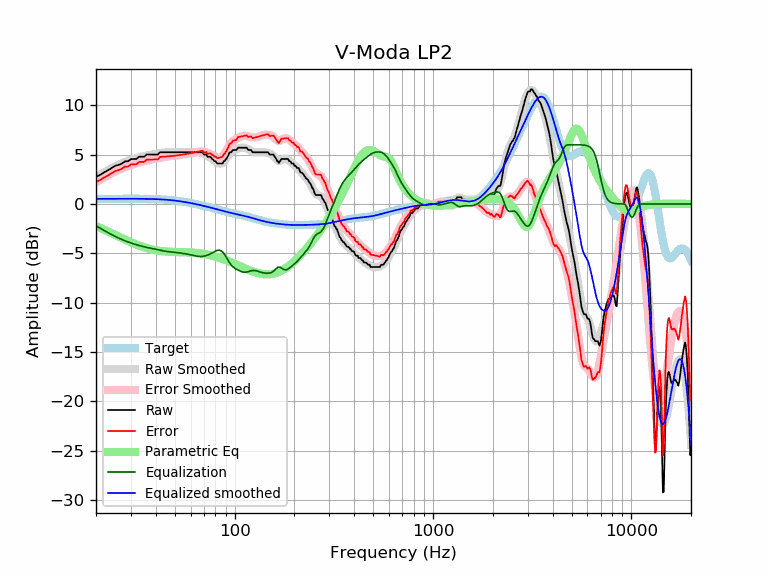 V-Moda LP2
10
5
0
−5
−10
−15
−20
−25
−30
Amplitude (dBr)
Target
Raw Smoothed
Error Smoothed
Raw
Error
Parametric Eq
Equalization
Equalized smoothed
100
1000
10000
Frequency (Hz)